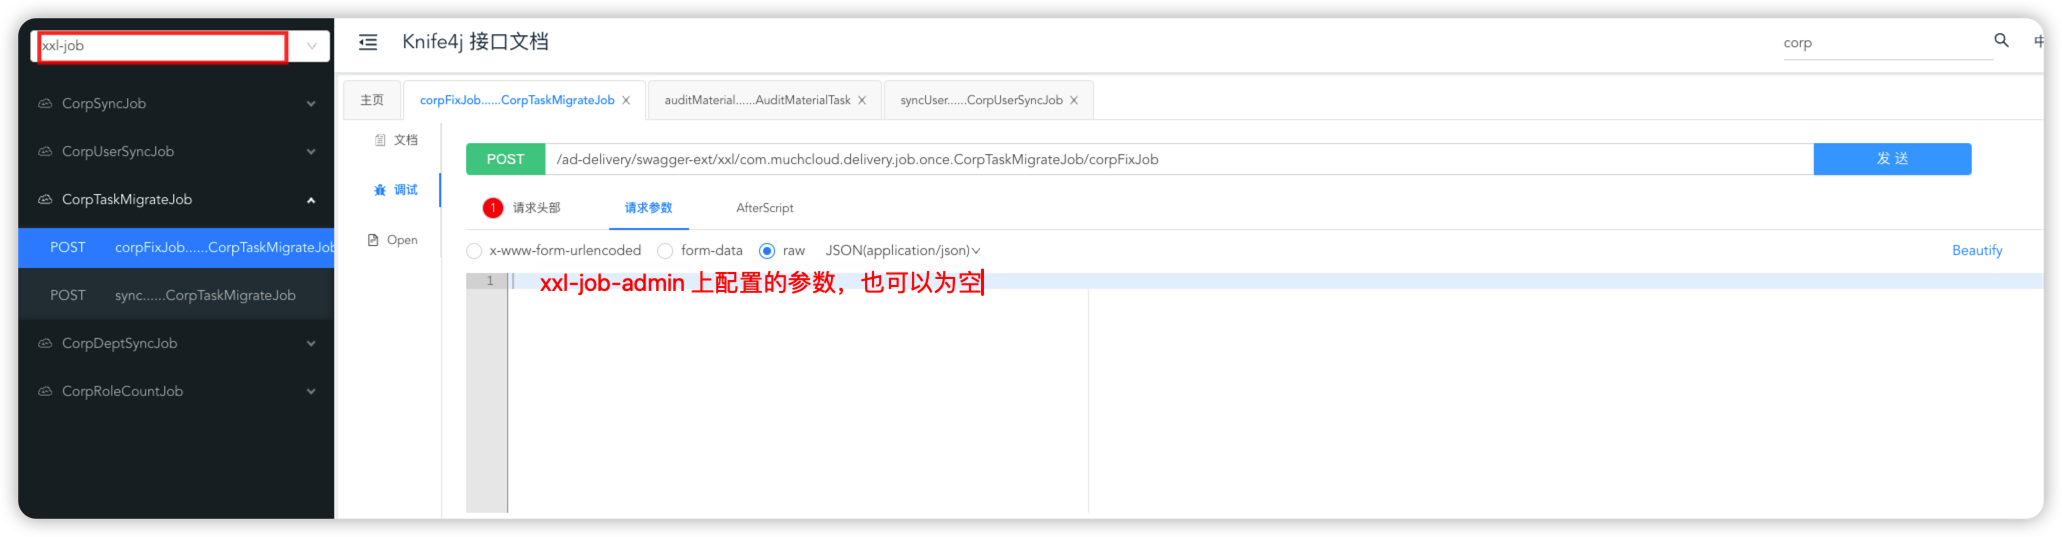 xxl-job
CorpSyncJob
CorpUserSyncJob
CorpTaskMigrateJob
POST corpFixJob......CorpTaskMigrateJob
POST sync......CorpTaskMigrateJob
CorpDeptSyncJob
CorpRoleCountJob
Knife4j 接口文档
corp
中
主页
corpFixJob......CorpTaskMigrateJob
auditMaterial......AuditMaterialTask
syncUser......CorpUserSyncJob
文档
调试
Open
POST /ad-delivery/swagger-ext/xxl/com.muchcloud.delivery.job.once.CorpTaskMigrateJob/corpFixJob
发 送
1 请求头部
请求参数
AfterScript
x-www-form-urlencoded
form-data
raw
JSON(application/json)
Beautify
1
xxl-job-admin 上配置的参数，也可以为空